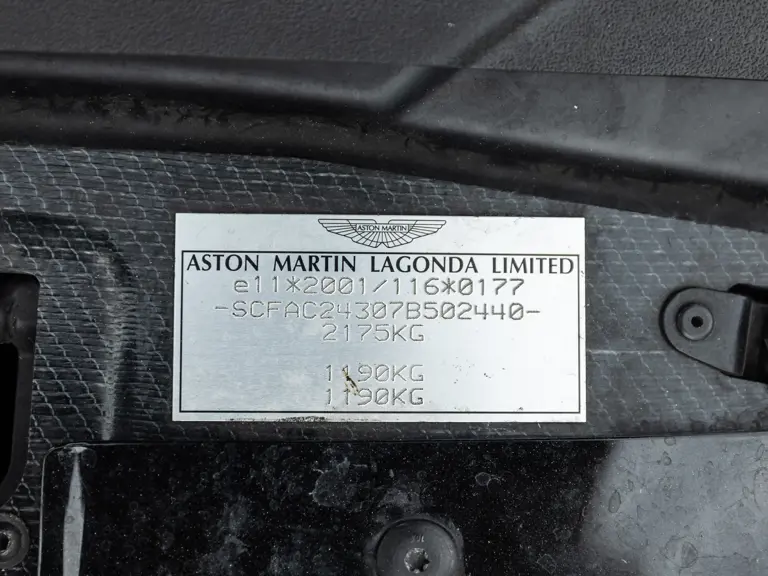 ASTON MARTIN
ASTON MARTIN LAGONDA LIMITED
e11*2001/116*0177
-SCFAC24307B502440-
2175KG
1190KG
1190KG